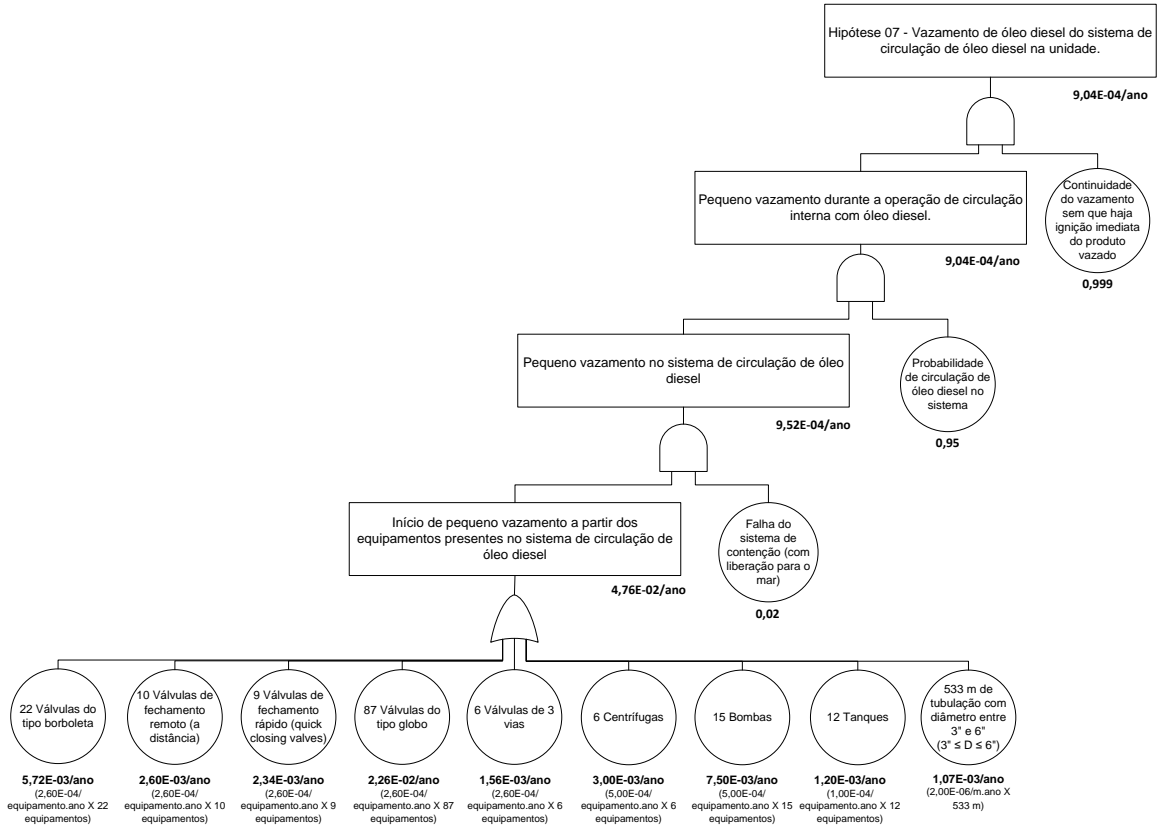 Hipótese 07 - Vazamento de óleo diesel do sistema de
circulação de óleo diesel na unidade.
9,04E-04/ano
Pequeno vazamento durante a operação de circulação
interna com óleo diesel.
9,04E-04/ano
Continuidade
do vazamento
sem que haja
ignição imediata
do produto
vazado
0,999
Pequeno vazamento no sistema de circulação de óleo
diesel
9,52E-04/ano
Probabilidade
de circulação de
óleo diesel no
sistema
0,95
Início de pequeno vazamento a partir dos
equipamentos presentes no sistema de circulação de
óleo diesel
4,76E-02/ano
Falha do
sistema de
contenção (com
liberação para o
mar)
0,02
22 Válvulas do
tipo borboleta
5,72E-03/ano
(2,60E-04/
equipamento.ano X 22
equipamentos)
10 Válvulas de
fechamento
remoto (a
distância)
2,60E-03/ano
(2,60E-04/
equipamento.ano X 10
equipamentos)
9 Válvulas de
fechamento
rápido (quick
closing valves)
2,34E-03/ano
(2,60E-04/
equipamento.ano X 9
equipamentos)
87 Válvulas do
tipo globo
2,26E-02/ano
(2,60E-04/
equipamento.ano X 87
equipamentos)
6 Válvulas de 3
vias
1,56E-03/ano
(2,60E-04/
equipamento.ano X 6
equipamentos)
6 Centrífugas
3,00E-03/ano
(5,00E-04/
equipamento.ano X 6
equipamentos)
15 Bombas
7,50E-03/ano
(5,00E-04/
equipamento.ano X 15
equipamentos)
12 Tanques
1,20E-03/ano
(1,00E-04/
equipamento.ano X 12
equipamentos)
533 m de
tubulação com
diâmetro entre
3" e 6"
(3" ≤ D ≤ 6")
1,07E-03/ano
(2,00E-06/m.ano X
533 m)